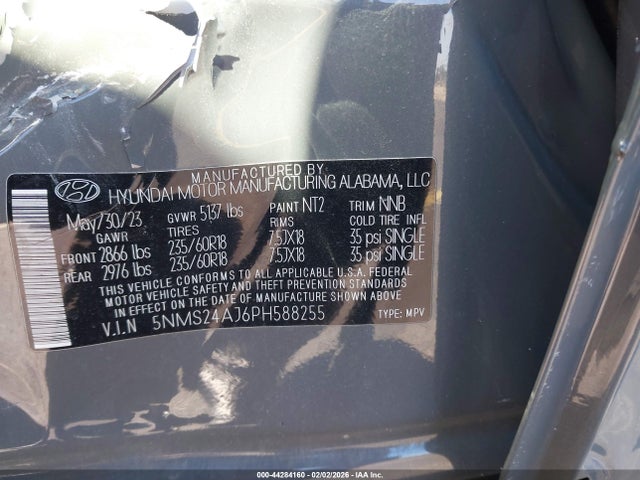 MANUFACTURED BY
HYUNDAI MOTOR MANUFACTURING ALABAMA, LLC
May/30/23 GVWR 5137 lbs PAINT NT2 TRIM NNB
GAWR TIRES RIMS COLD TIRE INFL
FRONT 2866 lbs 235/60R18 7.5JX18 35 psi SINGLE
REAR 2976 lbs 235/60R18 7.5JX18 35 psi SINGLE
THIS VEHICLE CONFORMS TO ALL APPLICABLE U.S.A. FEDERAL
MOTOR VEHICLE SAFETY AND THEFT PREVENTION STANDARDS
IN EFFECT ON THE DATE OF MANUFACTURE SHOWN ABOVE.
V.I.N 5NMS24AJ6PH588255 TYPE: MPV
000-44284160 - 02/02/2026 - IAA Inc.